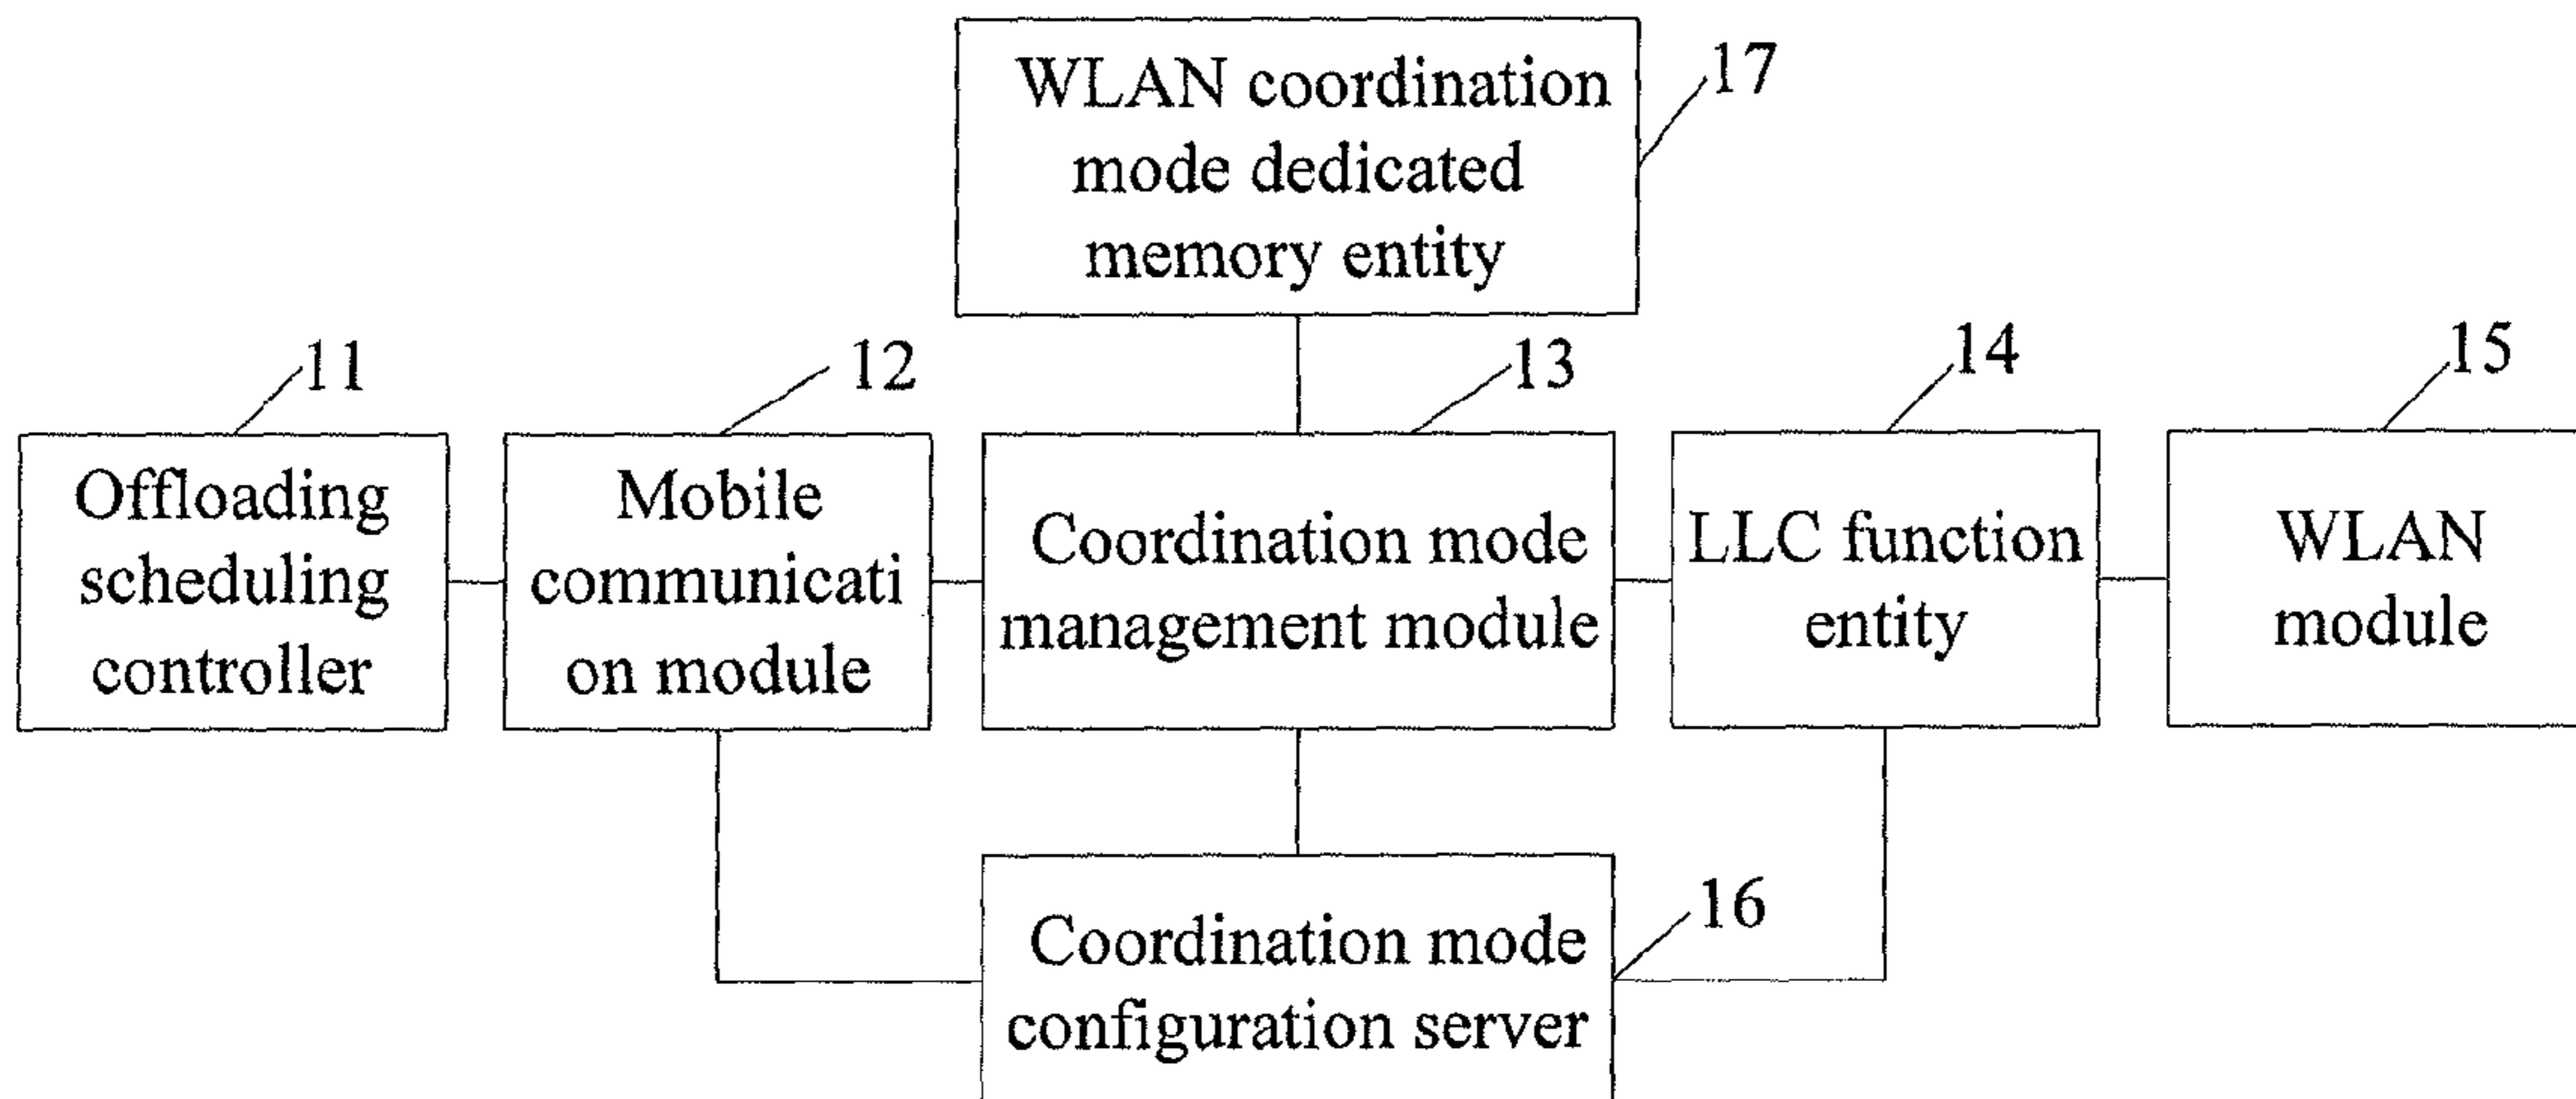 WLAN coordination
mode dedicated
memory entity
17
11
12
13
14
15
Offloading
scheduling
controller
Mobile
communicati
on module
Coordination mode
management module
LLC function
entity
WLAN
module
Coordination mode
configuration server
16